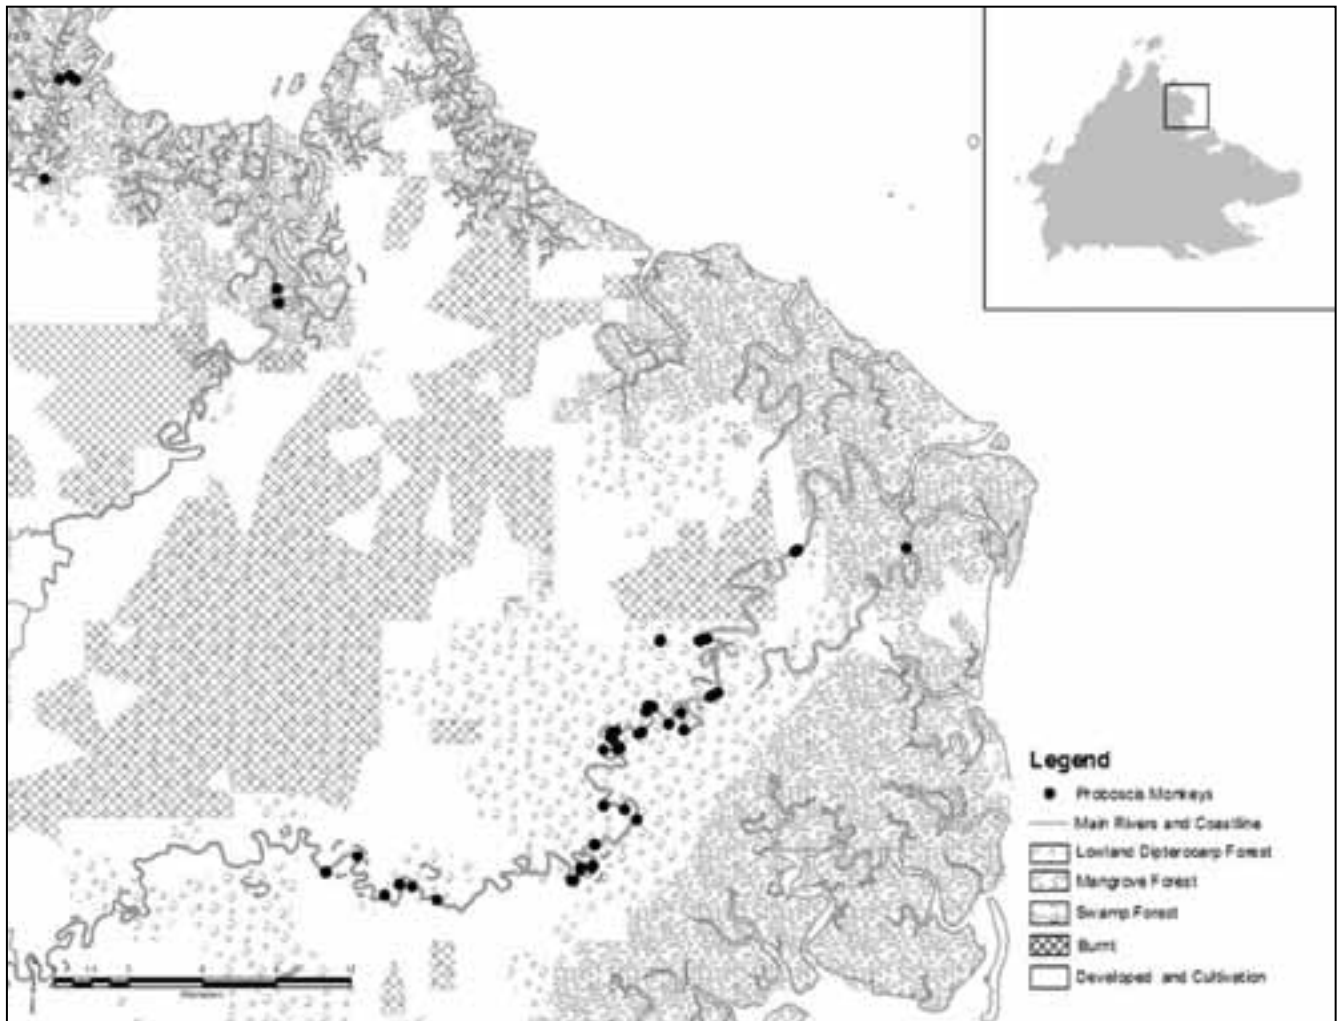 Legend
Proboscis Monkeys
Main Rivers and Coastline
Lowland Dipterocarp Forest
Mangrove Forest
Swamp Forest
Burnt
Developed and Cultivation